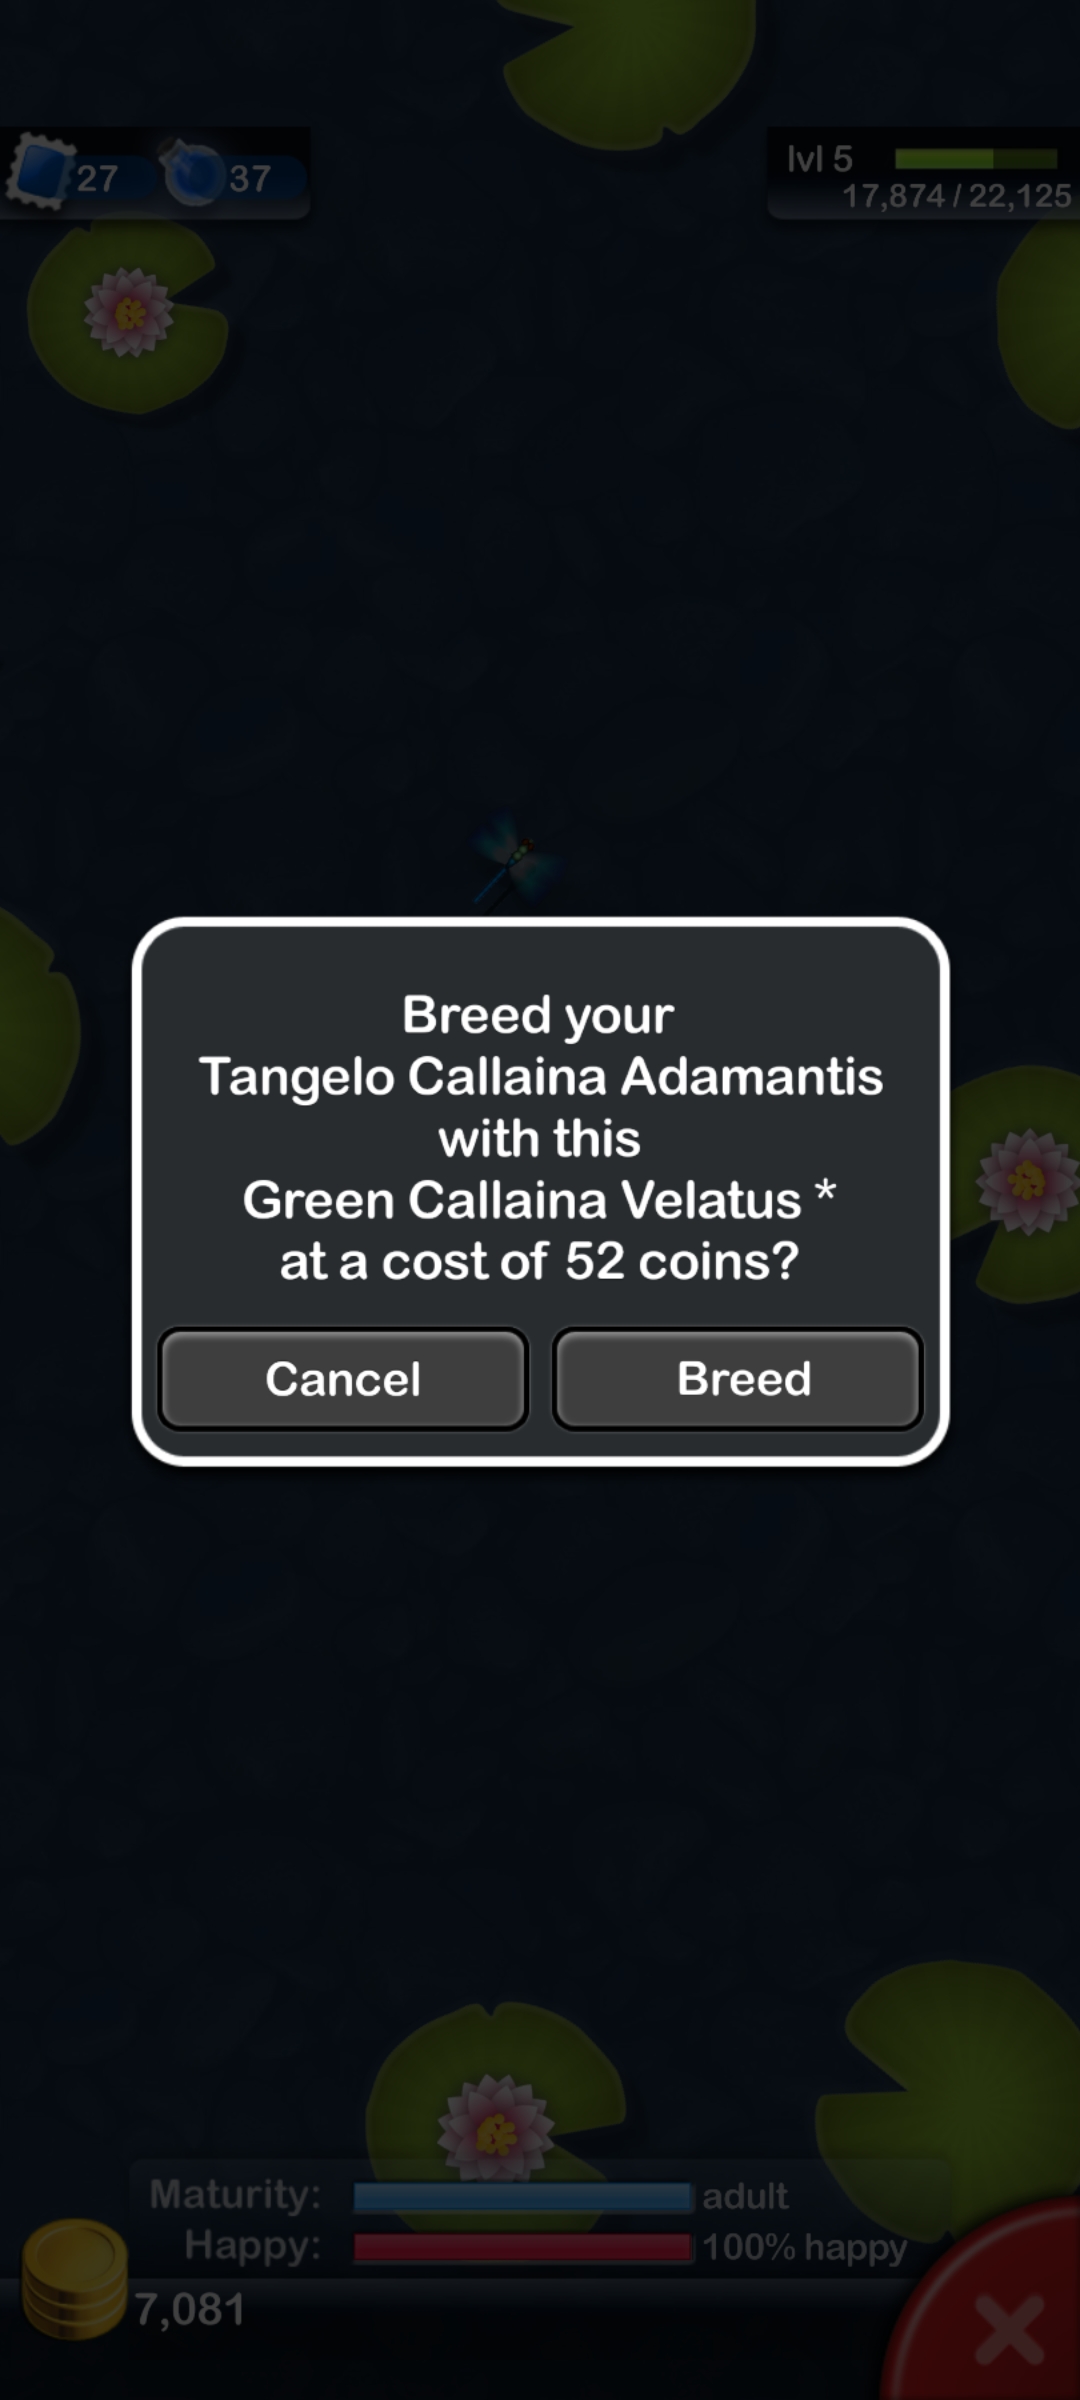 27 37 lvl 5
17,874 / 22,125
Breed your
Tangelo Callaina Adamantis
with this
Green Callaina Velatus *
at a cost of 52 coins?
Cancel Breed
Maturity: adult
Happy: 100% happy
7,081